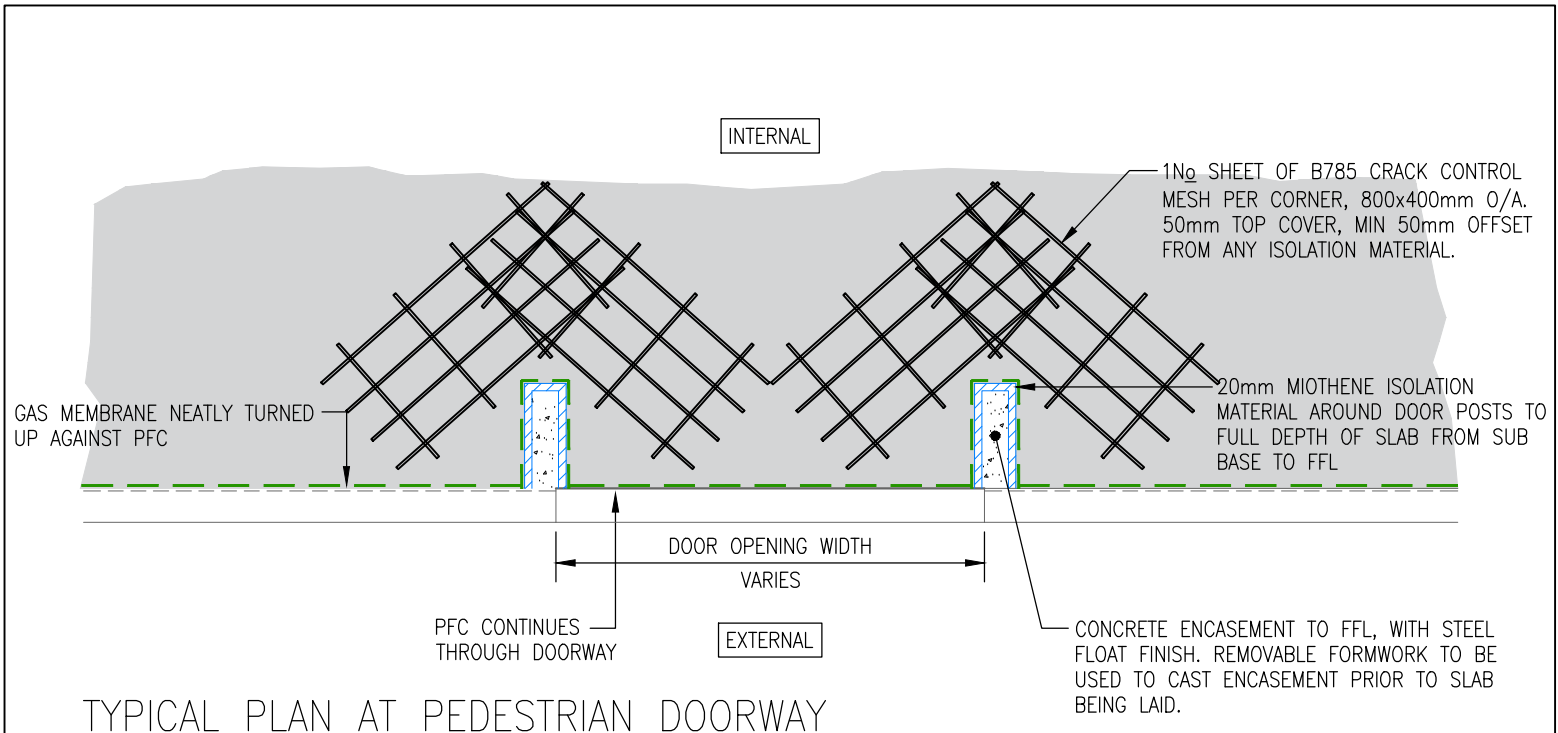 INTERNAL
1No SHEET OF B785 CRACK CONTROL
MESH PER CORNER, 800x400mm O/A.
50mm TOP COVER, MIN 50mm OFFSET
FROM ANY ISOLATION MATERIAL.
GAS MEMBRANE NEATLY TURNED
UP AGAINST PFC
20mm MIOTHENE ISOLATION
MATERIAL AROUND DOOR POSTS TO
FULL DEPTH OF SLAB FROM SUB
BASE TO FFL
DOOR OPENING WIDTH
VARIES
PFC CONTINUES
THROUGH DOORWAY
EXTERNAL
CONCRETE ENCASEMENT TO FFL, WITH STEEL
FLOAT FINISH. REMOVABLE FORMWORK TO BE
USED TO CAST ENCASEMENT PRIOR TO SLAB
BEING LAID.
TYPICAL PLAN AT PEDESTRIAN DOORWAY